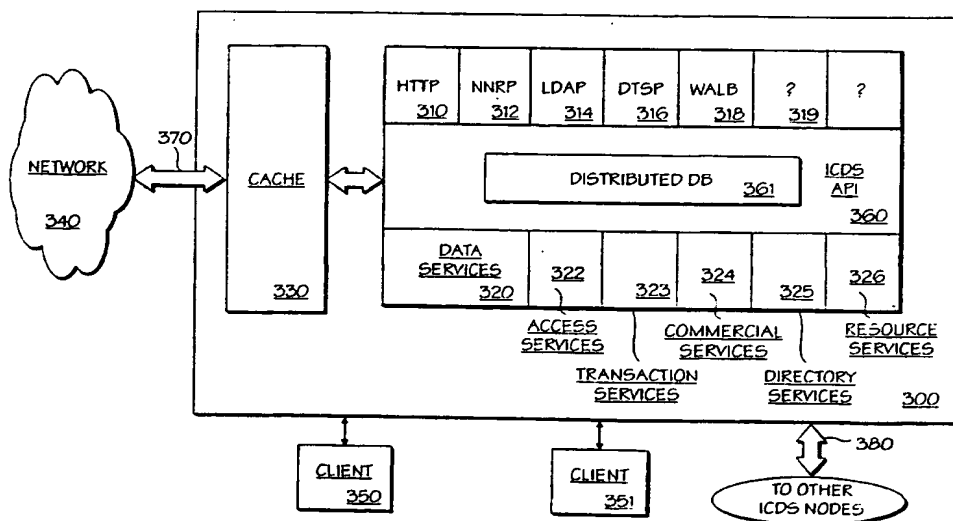 HTTP NNRP LDAP DTSP WALB ? ?
310 312 314 316 318 319
370
NETWORK
340
CACHE
330
DISTRIBUTED DB
361
ICDS
API
360
DATA
SERVICES
320 322 323 324 325 326
ACCESS
SERVICES
COMMERCIAL
SERVICES
RESOURCE
SERVICES
TRANSACTION
SERVICES
DIRECTORY
SERVICES
300
CLIENT
350
CLIENT
351
380
TO OTHER
ICDS NODES